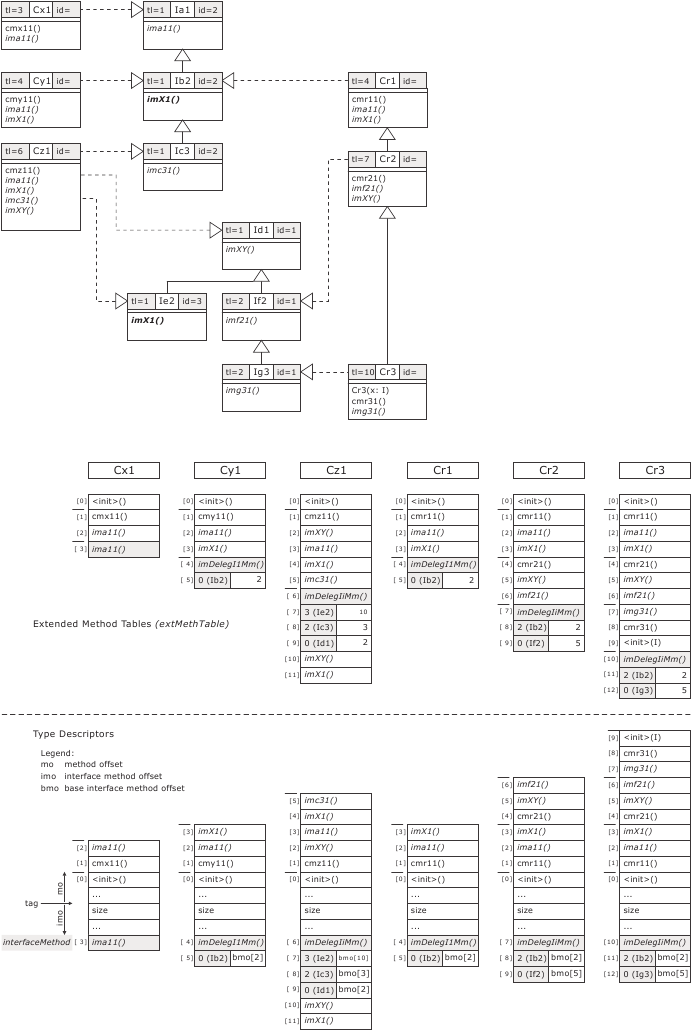 tl=3 Cx1 id= tl=1 Ia1 id=2
cmx11() ima11()
ima11()
tl=4 Cy1 id= tl=1 Ib2 id=2 tl=4 Cr1 id=
cmy11() imX1() cmr11()
ima11() ima11()
imX1() imX1()
tl=6 Cz1 id= tl=1 Ic3 id=2 tl=7 Cr2 id=
cmz11() imc31() cmr21()
ima11() imf21()
imX1() imXY()
imc31()
imXY()
tl=1 Id1 id=1
imXY()
tl=1 Ie2 id=3 tl=2 If2 id=1
imX1() imf21()
tl=2 Ig3 id=1 tl=10 Cr3 id=
img31() Cr3(x: I)
cmr31()
img31()
Cx1 Cy1 Cz1 Cr1 Cr2 Cr3
[0] <init>() [0] <init>() [0] <init>() [0] <init>() [0] <init>() [0] <init>()
[1] cmx11() [1] cmy11() [1] cmz11() [1] cmr11() [1] cmr11() [1] cmr11()
[2] ima11() [2] ima11() [2] imXY() [2] ima11() [2] ima11() [2] ima11()
[3] ima11() [3] imX1() [3] ima11() [3] imX1() [3] imX1() [3] imX1()
[4] imDelegI1Mm() [4] imX1() [4] imDelegI1Mm() [4] cmr21() [4] cmr21()
[5] 0 (Ib2) 2 [5] imc31() [5] 0 (Ib2) 2 [5] imXY() [5] imXY()
[6] imDelegIiMm() [6] imf21() [6] imf21()
[7] 3 (Ie2) 10 [7] imDelegIiMm() [7] img31()
Extended Method Tables (extMethTable) [8] 2 (Ic3) 3 [8] 2 (Ib2) 2 [8] cmr31()
[9] 0 (Id1) 2 [9] 0 (If2) 5 [9] <init>(I)
[10] imXY() [10] imDelegIiMm()
[11] imX1() [11] 2 (Ib2) 2
[12] 0 (Ig3) 5
Type Descriptors [9] <init>(I)
Legend: [8] cmr31()
mo method offset [7] img31()
imo interface method offset [6] imf21() [6] imf21()
bmo base interface method offset
[5] imc31() [5] imXY() [5] imXY()
[4] imX1() [4] cmr21() [4] cmr21()
[3] imX1() [3] ima11() [3] imX1() [3] imX1() [3] imX1()
[2] ima11() [2] ima11() [2] imXY() [2] ima11() [2] ima11() [2] ima11()
[1] cmx11() [1] cmy11() [1] cmz11() [1] cmr11() [1] cmr11() [1] cmr11()
mo [0] <init>() [0] <init>() [0] <init>() [0] <init>() [0] <init>() [0] <init>()
... ... ... ... ... ...
tag size size size size size size
imo ... ... ... ... ... ...
interfaceMethod [3] ima11() [4] imDelegI1Mm() [6] imDelegIiMm() [4] imDelegI1Mm() [7] imDelegIiMm() [10] imDelegIiMm()
[5] 0 (Ib2) bmo[2] [7] 3 (Ie2) bmo[10] [5] 0 (Ib2) bmo[2] [8] 2 (Ib2) bmo[2] [11] 2 (Ib2) bmo[2]
[8] 2 (Ic3) bmo[3] [9] 0 (If2) bmo[5] [12] 0 (Ig3) bmo[5]
[9] 0 (Id1) bmo[2]
[10] imXY()
[11] imX1()